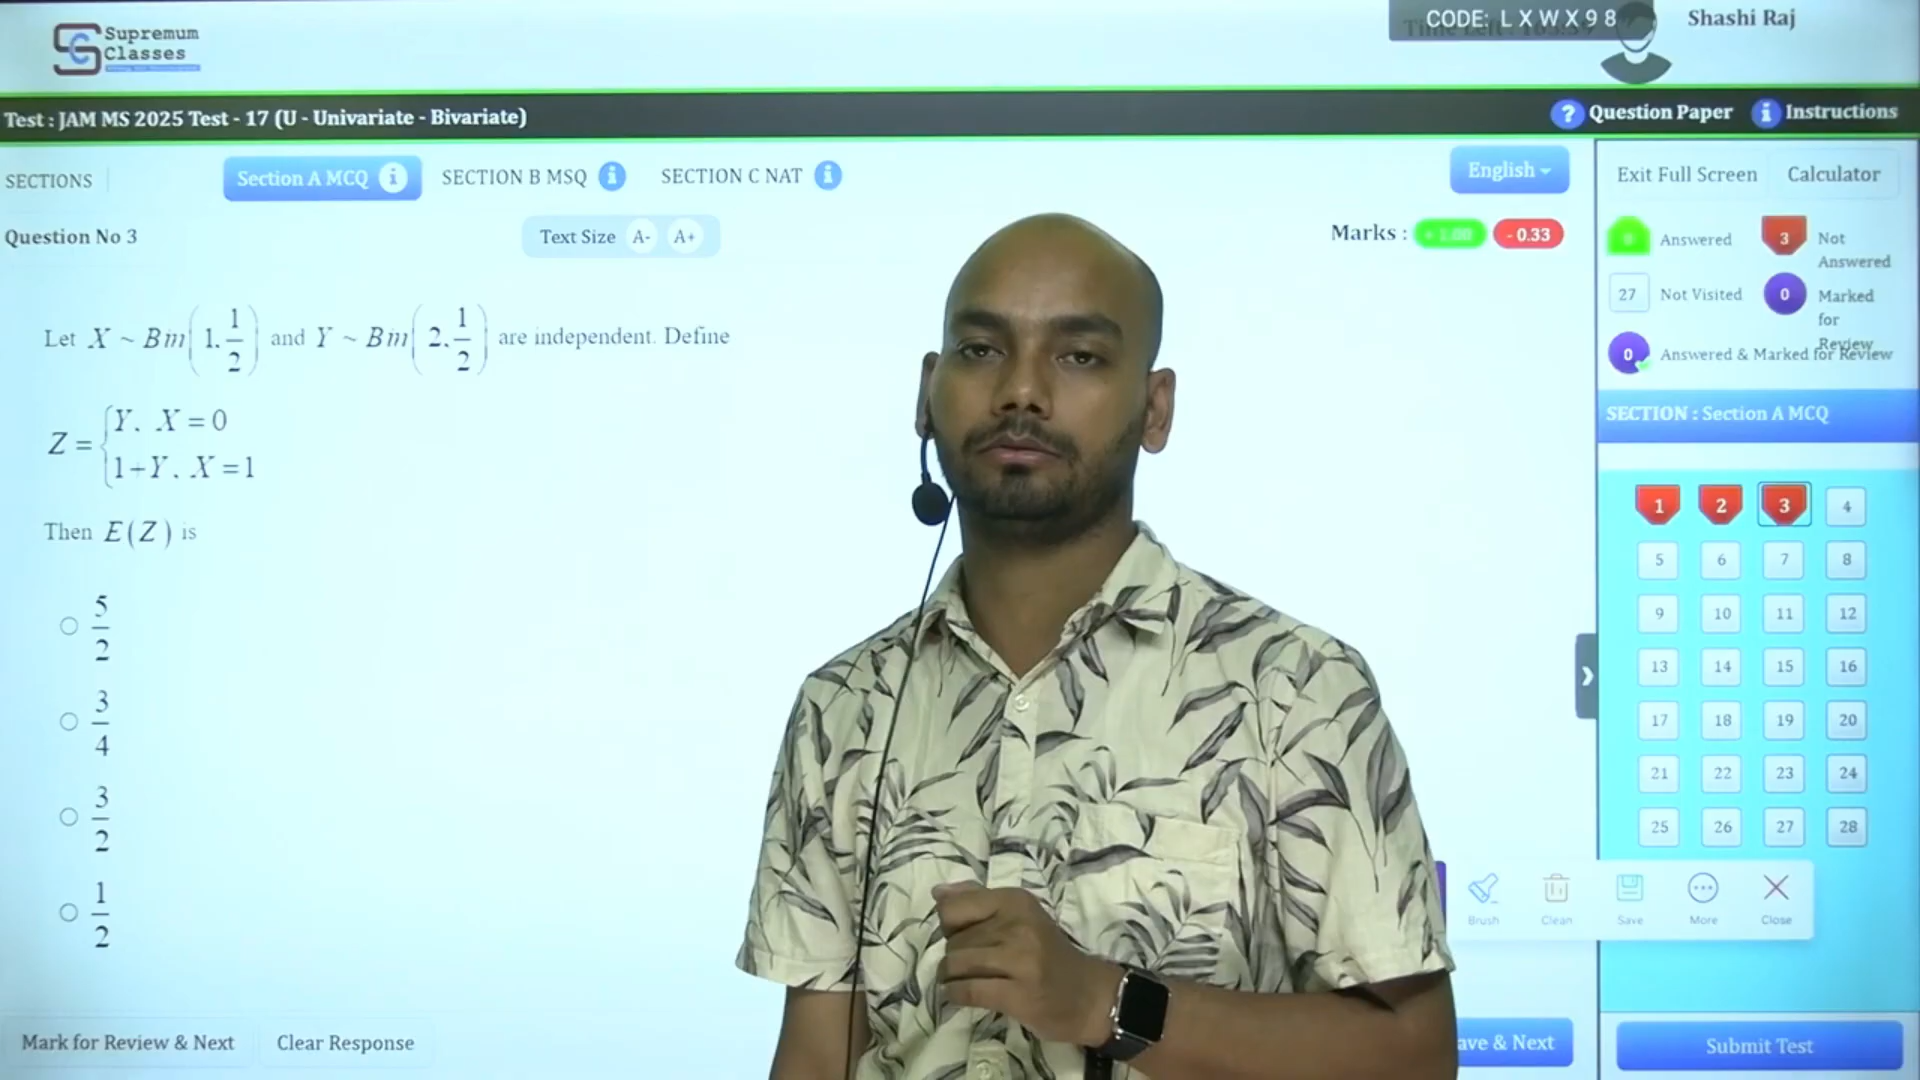 Supremum
Classes
CODE: LXWX98
Shashi Raj
Test : JAM MS 2025 Test - 17 (U - Univariate - Bivariate)
? Question Paper
i Instructions
SECTIONS
Section A MCQ i
SECTION B MSQ i
SECTION C NAT i
English
Exit Full Screen
Calculator
Question No 3
Text Size A- A+
Marks :
- 0.33
Answered
3 Not Answered
27 Not Visited
0 Marked for Review
0 Answered & Marked for Review
SECTION : Section A MCQ
Let X ~ Bin(1, 1/2) and Y ~ Bin(2, 1/2) are independent. Define
Z = { Y, X = 0
1+Y, X = 1
Then E(Z) is
5/2
3/4
3/2
1/2
1 2 3 4
5 6 7 8
9 10 11 12
13 14 15 16
17 18 19 20
21 22 23 24
25 26 27 28
Brush
Clean
Save
More
Close
Mark for Review & Next
Clear Response
ave & Next
Submit Test